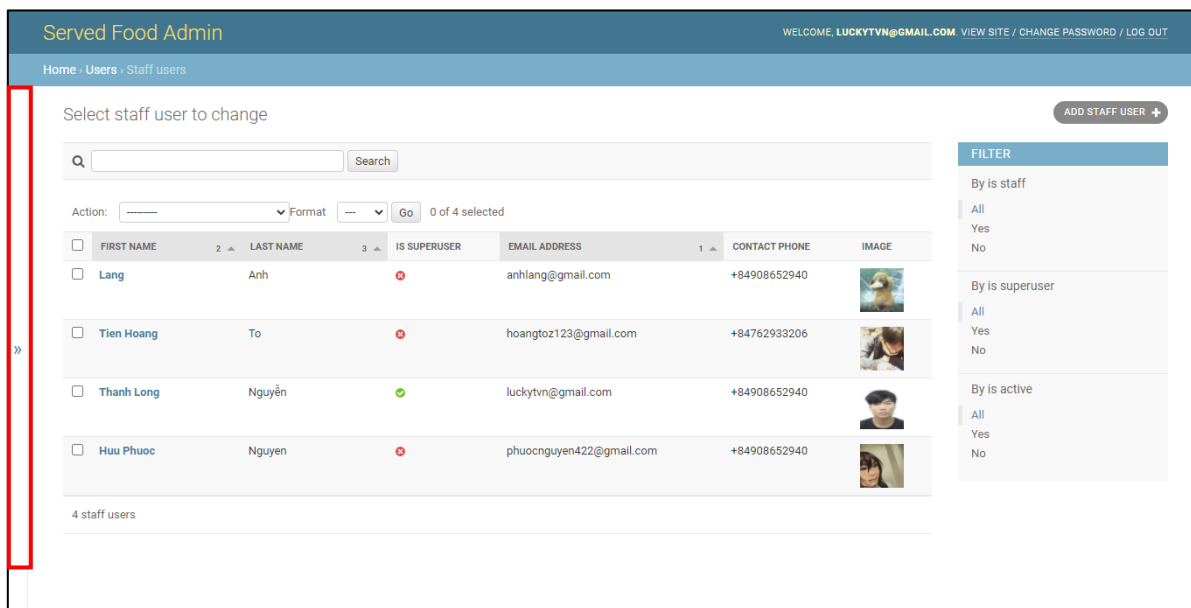 Served Food Admin
WELCOME, LUCKYTVN@GMAIL.COM. VIEW SITE / CHANGE PASSWORD / LOG OUT
Home › Users › Staff users
Select staff user to change
ADD STAFF USER +
Search
Action: --------- Format --- Go 0 of 4 selected
FIRST NAME 2 LAST NAME 3 IS SUPERUSER EMAIL ADDRESS 1 CONTACT PHONE IMAGE
Lang Anh anhlang@gmail.com +84908652940
Tien Hoang To hoangtoz123@gmail.com +84762933206
Thanh Long Nguyễn luckytvn@gmail.com +84908652940
Huu Phuoc Nguyen phuocnguyen422@gmail.com +84908652940
4 staff users
»
FILTER
By is staff
All
Yes
No
By is superuser
All
Yes
No
By is active
All
Yes
No